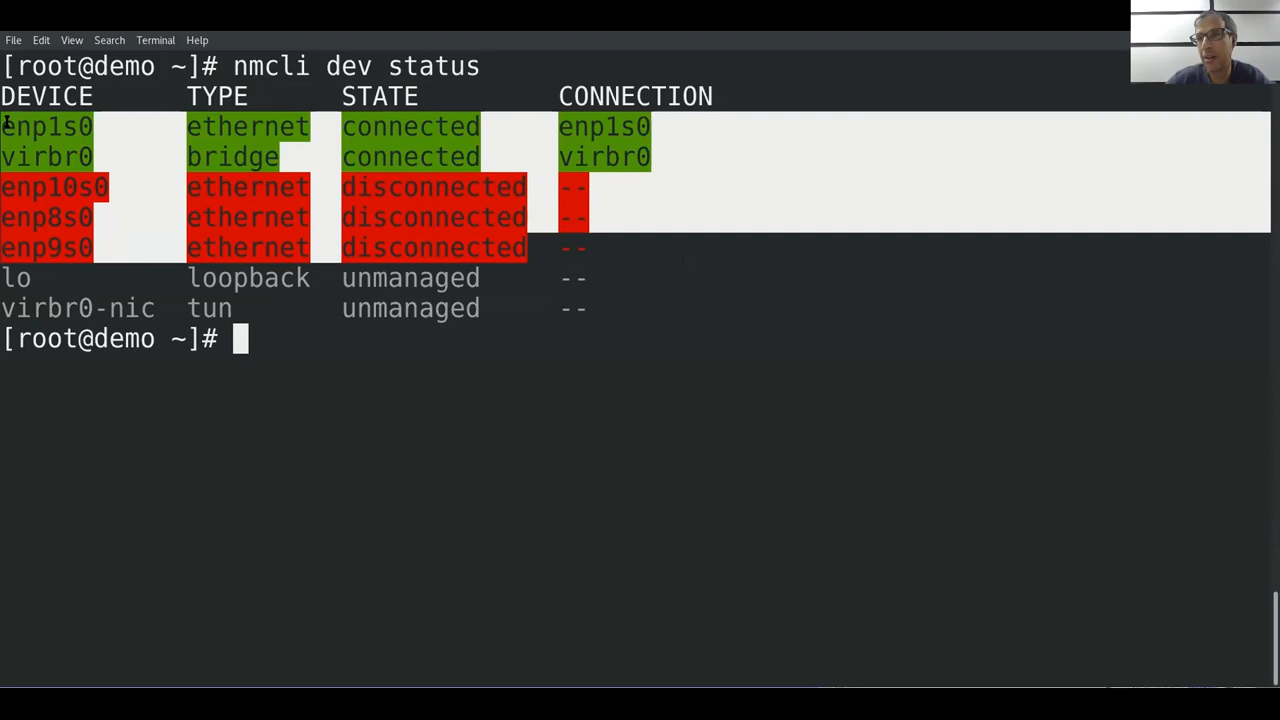 File Edit View Search Terminal Help
[root@demo ~]# nmcli dev status
DEVICE TYPE STATE CONNECTION
enp1s0 ethernet connected enp1s0
virbr0 bridge connected virbr0
enp10s0 ethernet disconnected --
enp8s0 ethernet disconnected --
enp9s0 ethernet disconnected --
lo loopback unmanaged --
virbr0-nic tun unmanaged --
[root@demo ~]#